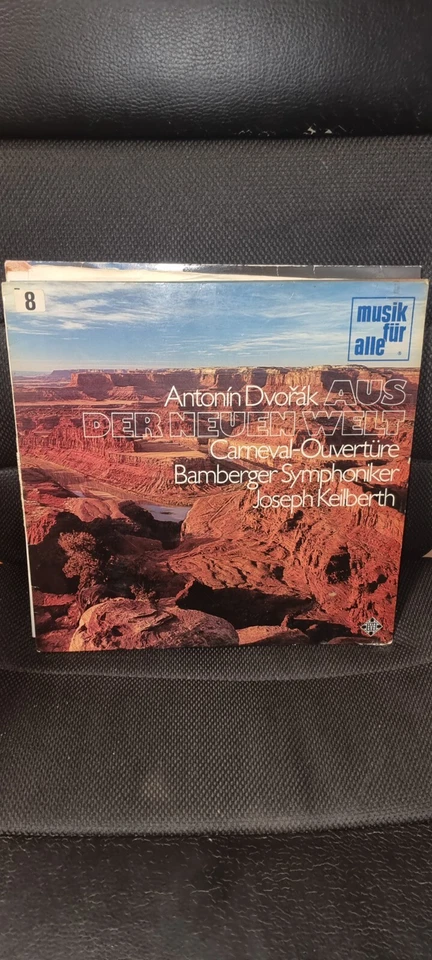 8
musik
für
alle
Antonín Dvořák AUS
DER NEUEN WELT
Carneval-Ouvertüre
Bamberger Symphoniker
Joseph Keilberth